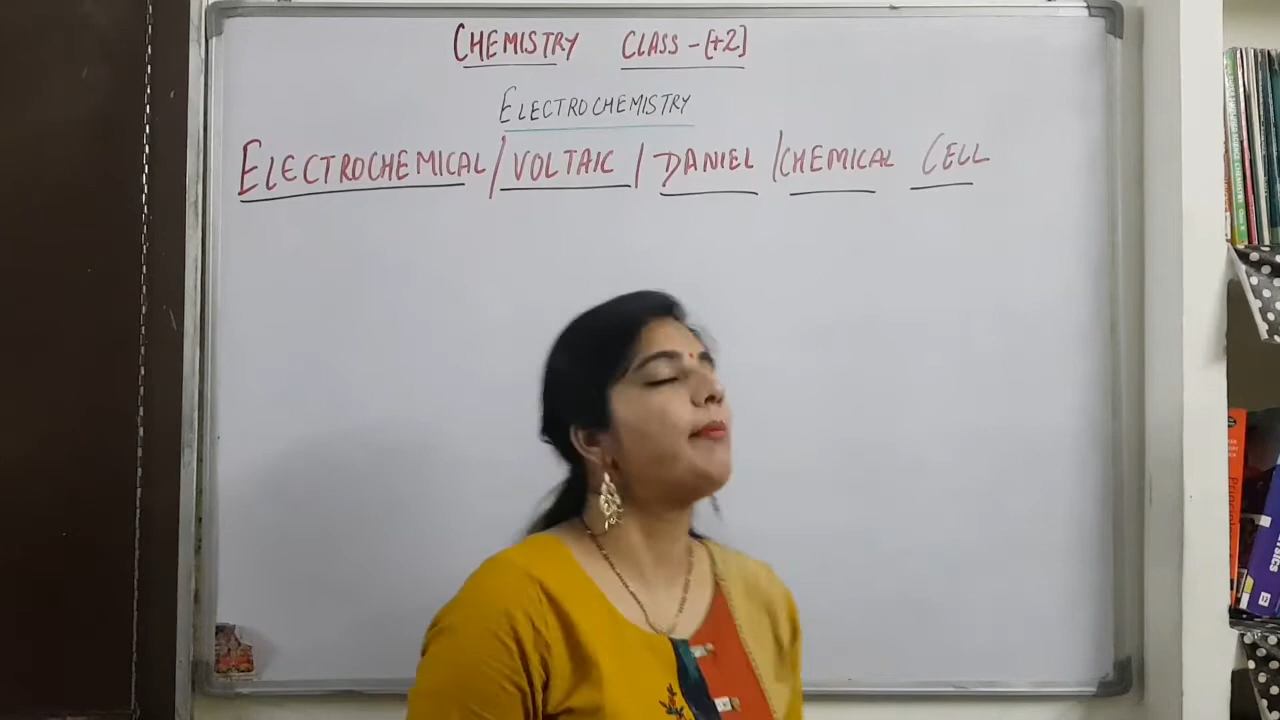 CHEMISTRY CLASS-[+2]
ELECTROCHEMISTRY
ELECTROCHEMICAL/VOLTAIC/DANIEL/CHEMICAL CELL